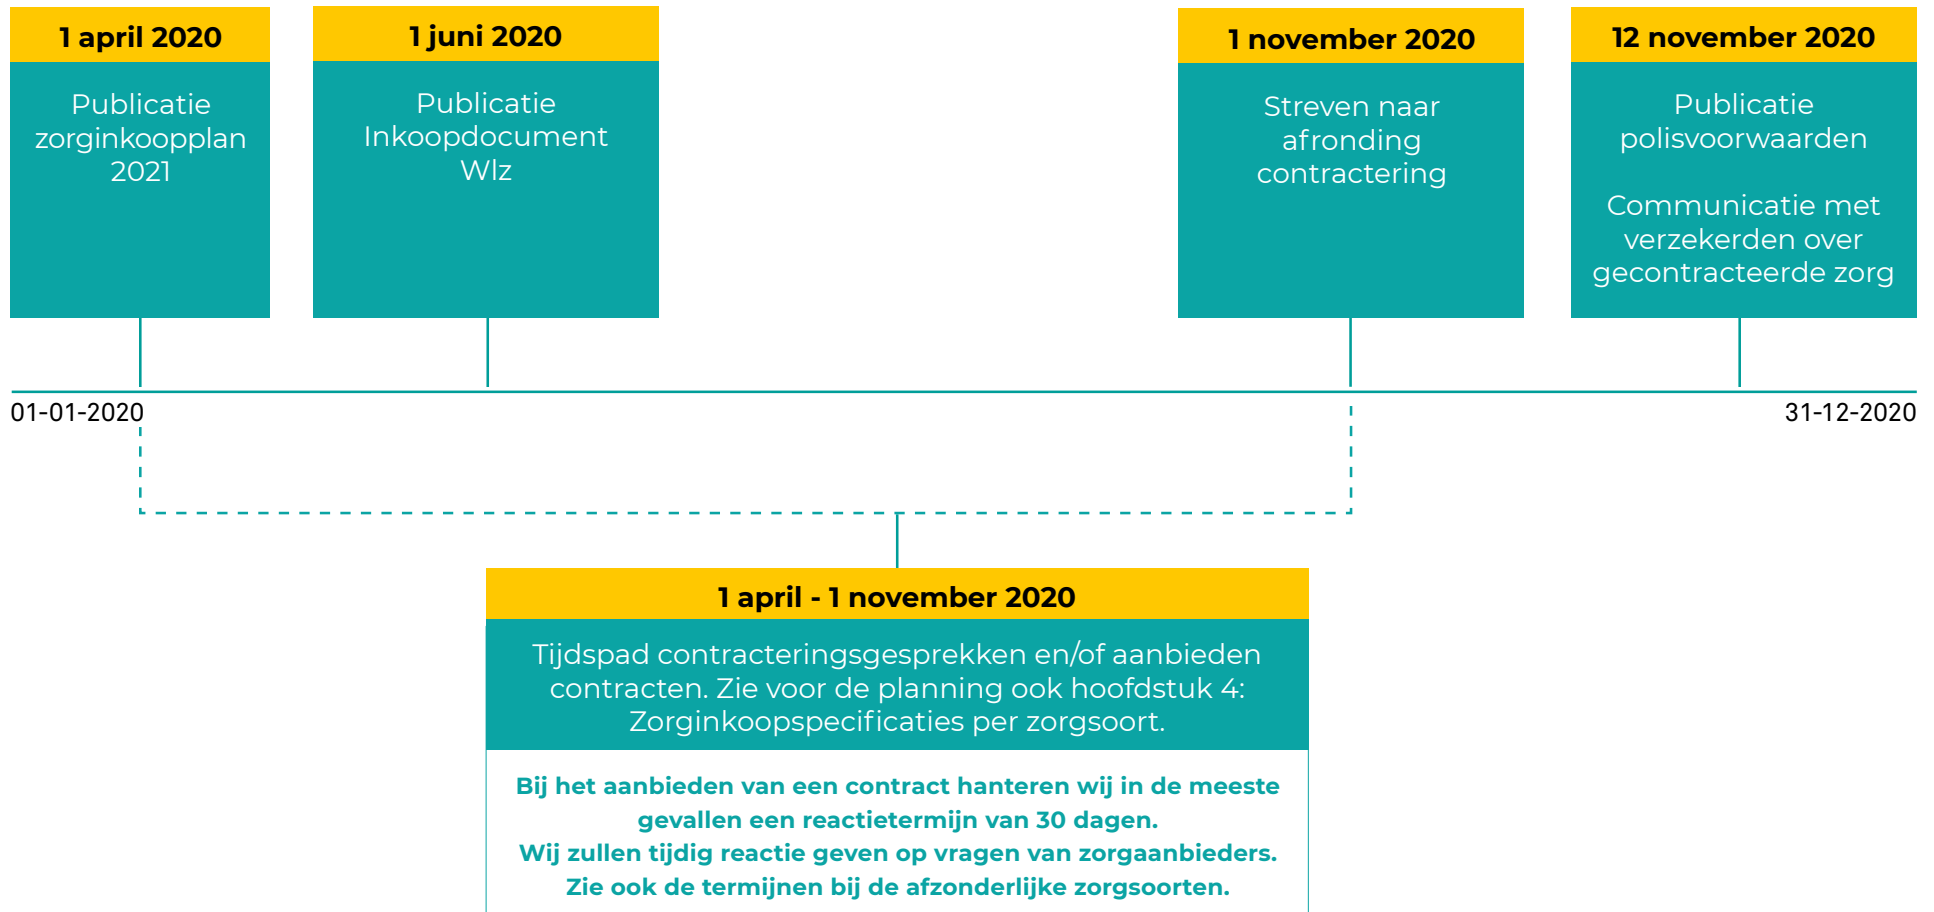 1 april 2020
Publicatie
zorginkoopplan
2021
1 juni 2020
Publicatie
Inkoopdocument
Wlz
1 november 2020
Streven naar
afronding
contractering
12 november 2020
Publicatie
polisvoorwaarden
Communicatie met
verzekerden over
gecontracteerde zorg
01-01-2020
31-12-2020
1 april - 1 november 2020
Tijdspad contracteringsgesprekken en/of aanbieden
contracten. Zie voor de planning ook hoofdstuk 4:
Zorginkoopspecificaties per zorgsoort.
Bij het aanbieden van een contract hanteren wij in de meeste
gevallen een reactietermijn van 30 dagen.
Wij zullen tijdig reactie geven op vragen van zorgaanbieders.
Zie ook de termijnen bij de afzonderlijke zorgsoorten.